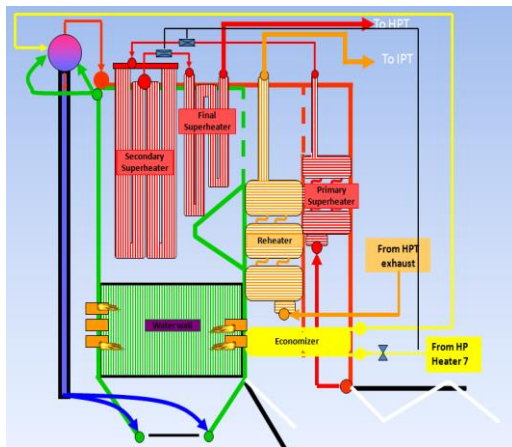 To HPT
To IPT
Final
Superheater
Secondary
Superheater
Primary
Superheater
Reheater
From HPT
exhaust
Water wall
Economizer
From HP
Heater 7